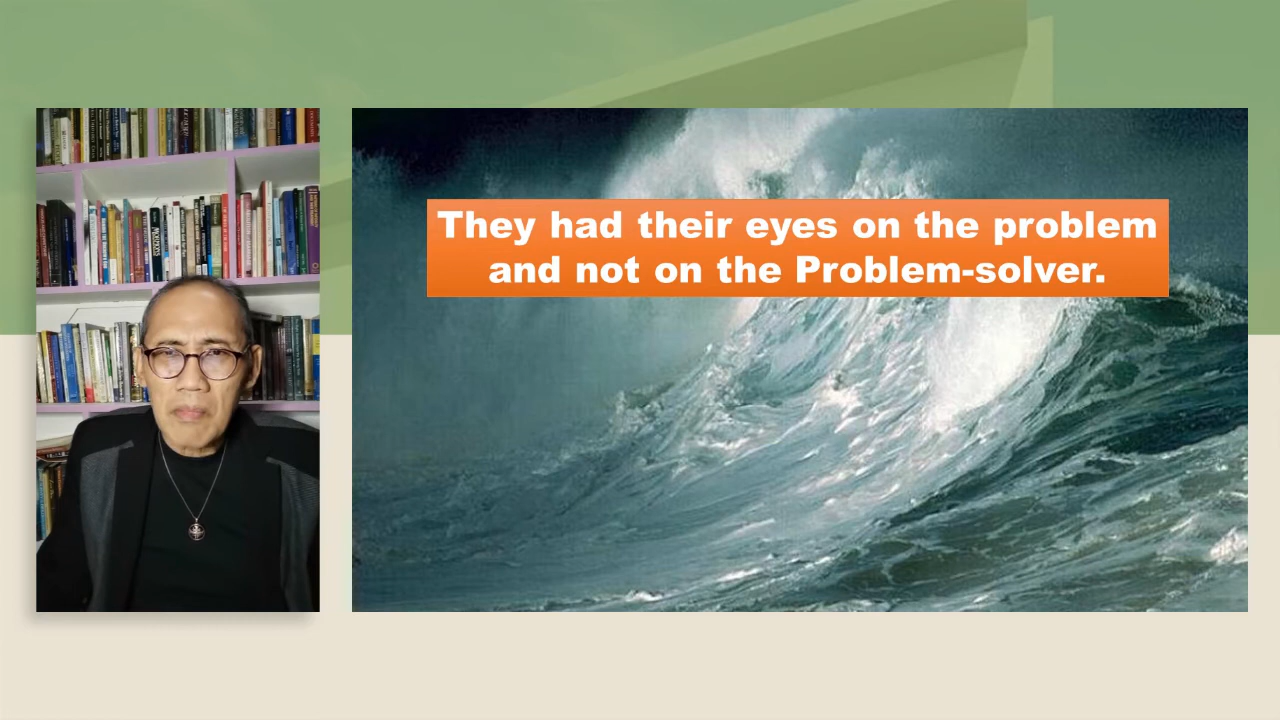 They had their eyes on the problem
and not on the Problem-solver.